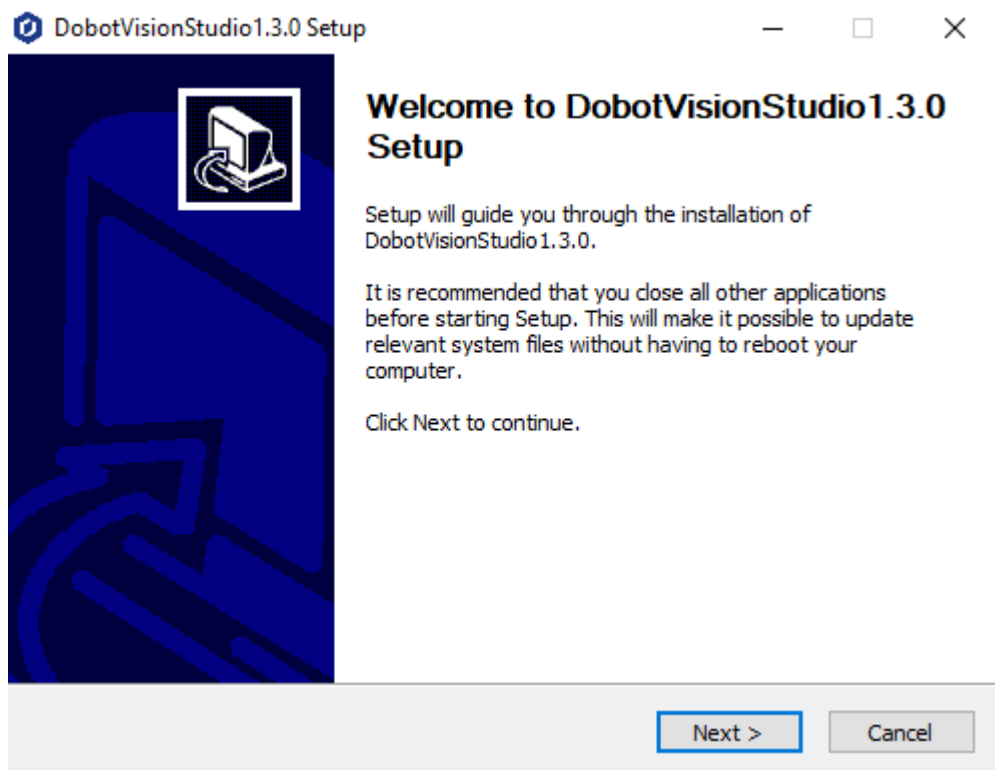 DobotVisionStudio1.3.0 Setup
Welcome to DobotVisionStudio1.3.0
Setup
Setup will guide you through the installation of
DobotVisionStudio1.3.0.
It is recommended that you close all other applications
before starting Setup. This will make it possible to update
relevant system files without having to reboot your
computer.
Click Next to continue.
Next >
Cancel